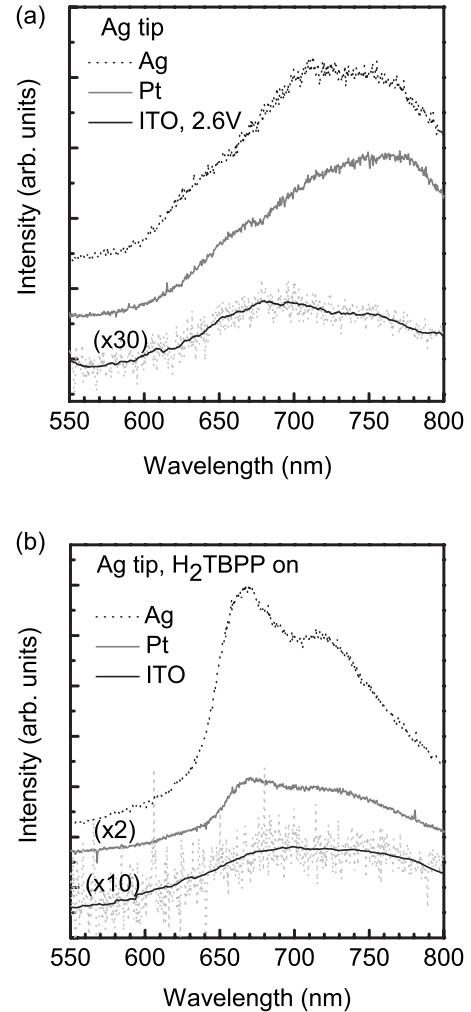 (a)
Ag tip
Ag
Pt
ITO, 2.6V
Intensity (arb. units)
(x30)
550 600 650 700 750 800
Wavelength (nm)
(b)
Ag tip, H2TBPP on
Ag
Pt
ITO
Intensity (arb. units)
(x2)
(x10)
550 600 650 700 750 800
Wavelength (nm)